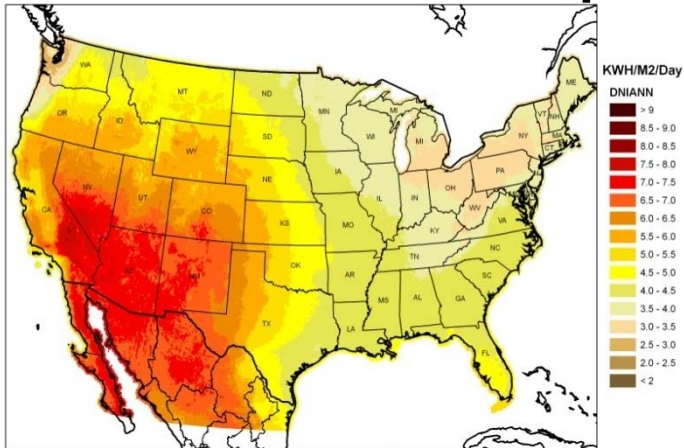 KWH/M2/Day
DNIANN
> 9
8.5 - 9.0
8.0 - 8.5
7.5 - 8.0
7.0 - 7.5
6.5 - 7.0
6.0 - 6.5
5.5 - 6.0
5.0 - 5.5
4.5 - 5.0
4.0 - 4.5
3.5 - 4.0
3.0 - 3.5
2.5 - 3.0
2.0 - 2.5
< 2
WA
MT
ND
MN
ME
OR
ID
WY
SD
WI
MI
MI
NY
VT
NH
MA
CT
NV
UT
CO
NE
IA
IL
IN
OH
PA
CA
KS
MO
KY
WV
VA
OK
AR
TN
NC
SC
TX
LA
MS
AL
GA
FL